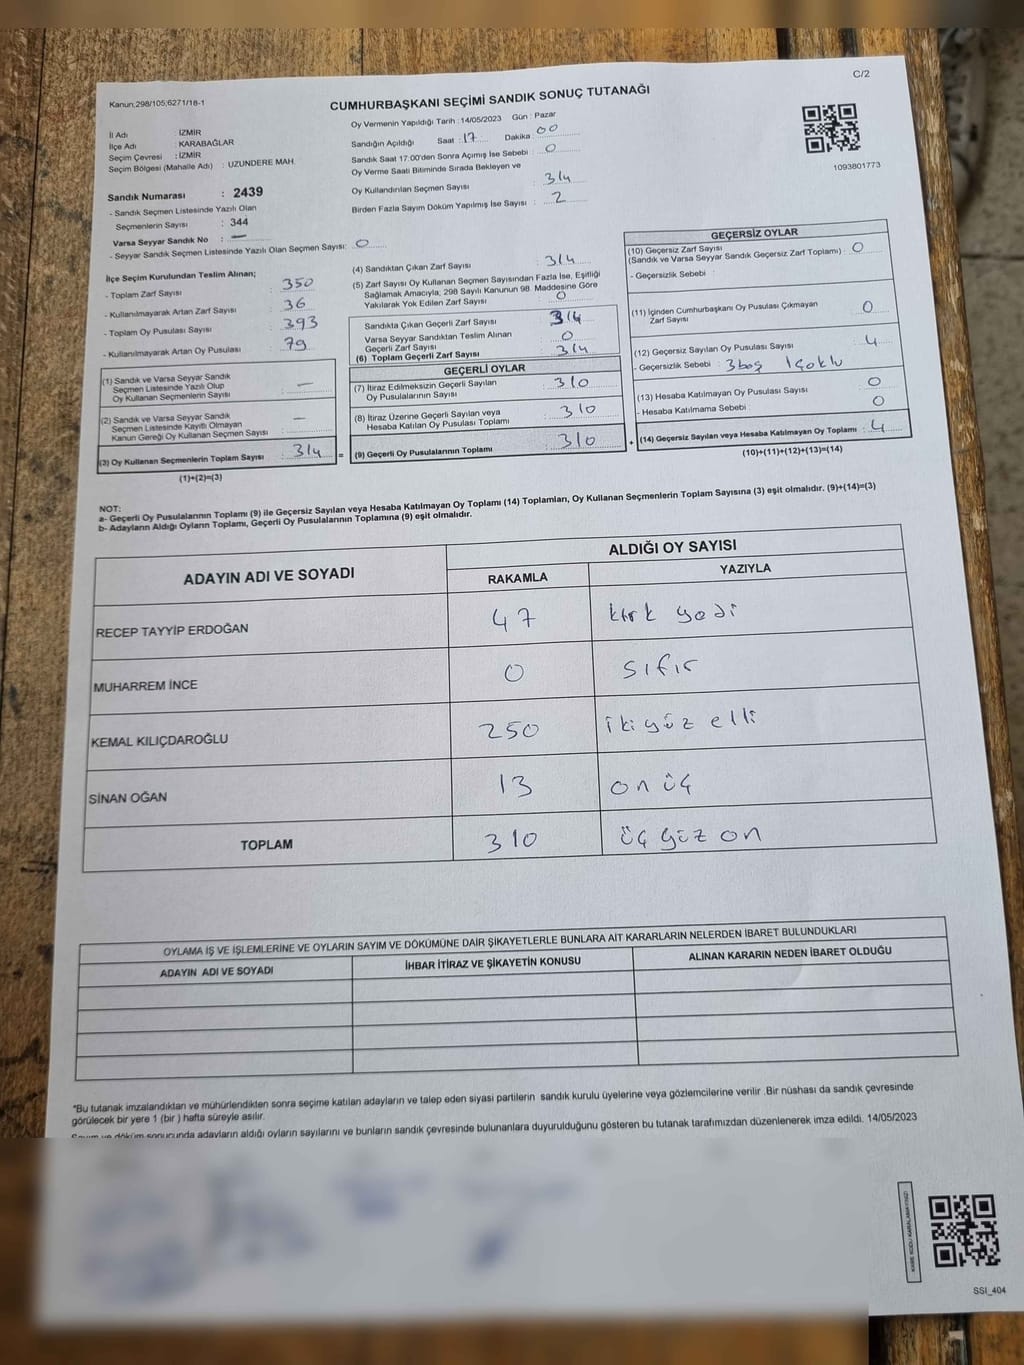 C/2
Kanun;298/105;6271/18-1
CUMHURBAŞKANI SEÇİMİ SANDIK SONUÇ TUTANAĞI
İl Adı : İZMİR
İlçe Adı : KARABAĞLAR
Seçim Çevresi : İZMİR
Seçim Bölgesi (Mahalle Adı) : UZUNDERE MAH.
Sandık Numarası : 2439
- Sandık Seçmen Listesinde Yazılı Olan
Seçmenlerin Sayısı : 344
Varsa Seyyar Sandık No : —
- Seyyar Sandık Seçmen Listesinde Yazılı Olan Seçmen Sayısı: 0
Oy Vermenin Yapıldığı Tarih : 14/05/2023 Gün : Pazar
Sandığın Açıldığı Saat : 17 Dakika : 00
Sandık Saat 17:00'den Sonra Açımış İse Sebebi : 0
Oy Verme Saati Bitiminde Sırada Bekleyen ve
Oy Kullandırılan Seçmen Sayısı : 314
Birden Fazla Sayım Döküm Yapılmış İse Sayısı : 2
1093801773
İlçe Seçim Kurulundan Teslim Alınan;
- Toplam Zarf Sayısı : 350
- Kullanılmayarak Artan Zarf Sayısı : 36
- Toplam Oy Pusulası Sayısı : 393
- Kullanılmayarak Artan Oy Pusulası : 79
(1) Sandık ve Varsa Seyyar Sandık
Seçmen Listesinde Yazılı Olup
Oy Kullanan Seçmenlerin Sayısı : —
(2) Sandık ve Varsa Seyyar Sandık
Seçmen Listesinde Kayıtlı Olmayan
Kanun Gereği Oy Kullanan Seçmen Sayısı : —
(3) Oy Kullanan Seçmenlerin Toplam Sayısı : 314 =
(1)+(2)=(3)
(4) Sandıktan Çıkan Zarf Sayısı : 314
(5) Zarf Sayısı Oy Kullanan Seçmen Sayısından Fazla İse, Eşitliği
Sağlamak Amacıyla, 298 Sayılı Kanunun 98. Maddesine Göre
Yakılarak Yok Edilen Zarf Sayısı : 0
Sandıkta Çıkan Geçerli Zarf Sayısı : 314
Varsa Seyyar Sandıktan Teslim Alınan
Geçerli Zarf Sayısı : 0
(6) Toplam Geçerli Zarf Sayısı : 314
GEÇERLİ OYLAR
(7) İtiraz Edilmeksizin Geçerli Sayılan
Oy Pusulalarının Sayısı : 310
(8) İtiraz Üzerine Geçerli Sayılan veya
Hesaba Katılan Oy Pusulası Toplamı : 310
(9) Geçerli Oy Pusulalarının Toplamı : 310 +
GEÇERSİZ OYLAR
(10) Geçersiz Zarf Sayısı
(Sandık ve Varsa Seyyar Sandık Geçersiz Zarf Toplamı) : 0
- Geçersizlik Sebebi :
(11) İçinden Cumhurbaşkanı Oy Pusulası Çıkmayan
Zarf Sayısı : 0
(12) Geçersiz Sayılan Oy Pusulası Sayısı : 4
- Geçersizlik Sebebi : 3boş 1çoklu
(13) Hesaba Katılmayan Oy Pusulası Sayısı : 0
- Hesaba Katılmama Sebebi : 0
(14) Geçersiz Sayılan veya Hesaba Katılmayan Oy Toplamı : 4
(10)+(11)+(12)+(13)=(14)
NOT:
a- Geçerli Oy Pusulalarının Toplamı (9) ile Geçersiz Sayılan veya Hesaba Katılmayan Oy Toplamı (14) Toplamları, Oy Kullanan Seçmenlerin Toplam Sayısına (3) eşit olmalıdır. (9)+(14)=(3)
b- Adayların Aldığı Oyların Toplamı, Geçerli Oy Pusulalarının Toplamına (9) eşit olmalıdır.
ADAYIN ADI VE SOYADI
ALDIĞI OY SAYISI
RAKAMLA YAZIYLA
RECEP TAYYİP ERDOĞAN 47 kırk yedi
MUHARREM İNCE 0 sıfır
KEMAL KILIÇDAROĞLU 250 iki yüz elli
SİNAN OĞAN 13 on üç
TOPLAM 310 üç yüz on
OYLAMA İŞ VE İŞLEMLERİNE VE OYLARIN SAYIM VE DÖKÜMÜNE DAİR ŞİKAYETLERLE BUNLARA AİT KARARLARIN NELERDEN İBARET BULUNDUKLARI
ADAYIN ADI VE SOYADI İHBAR İTİRAZ VE ŞİKAYETİN KONUSU ALINAN KARARIN NEDEN İBARET OLDUĞU
*Bu tutanak imzalandıktan ve mühürlendikten sonra seçime katılan adayların ve talep eden siyasi partilerin sandık kurulu üyelerine veya gözlemcilerine verilir .Bir nüshası da sandık çevresinde
görülecek bir yere 1 (bir ) hafta süreyle asılır.
Sayım ve döküm sonucunda adayların aldığı oyların sayılarını ve bunların sandık çevresinde bulunanlara duyurulduğunu gösteren bu tutanak tarafımızdan düzenlenerek imza edildi. 14/05/2023
SSI_404